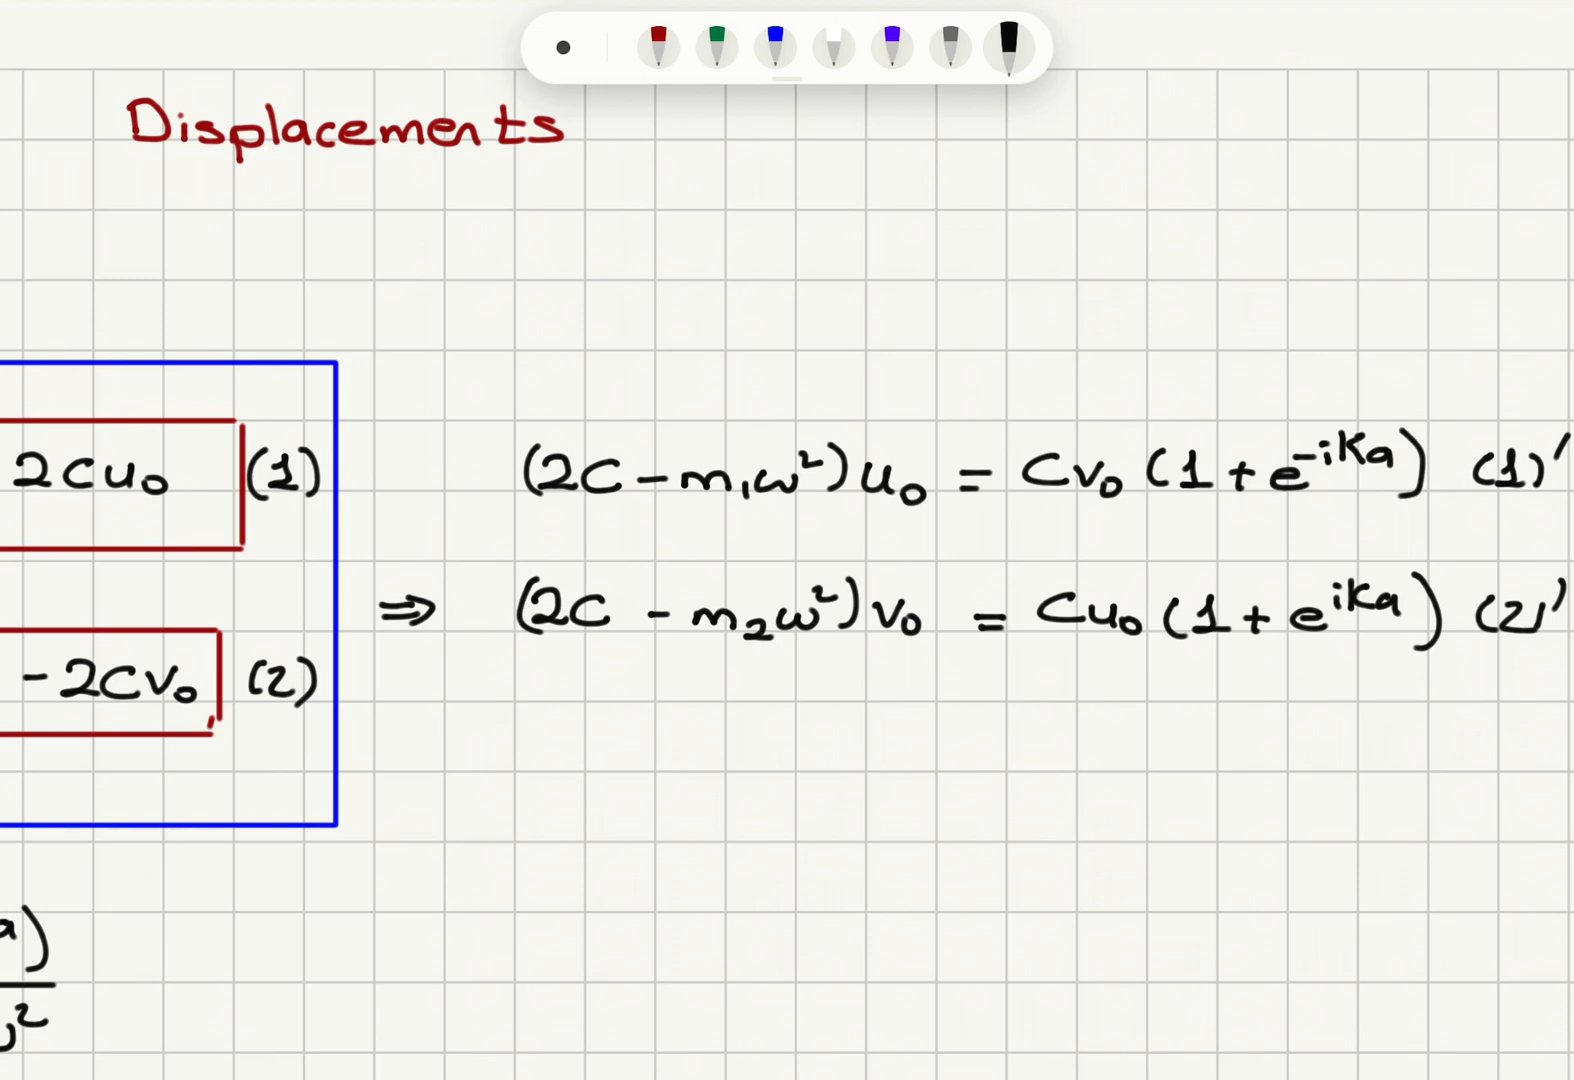 Displacements
2Cu₀ (1)
(2C - m₁ω²)u₀ = Cv₀ (1 + e^{-iKa}) (1)'
⇒ (2C - m₂ω²)v₀ = Cu₀ (1 + e^{iKa}) (2)'
- 2Cv₀ (2)
a)
ω²